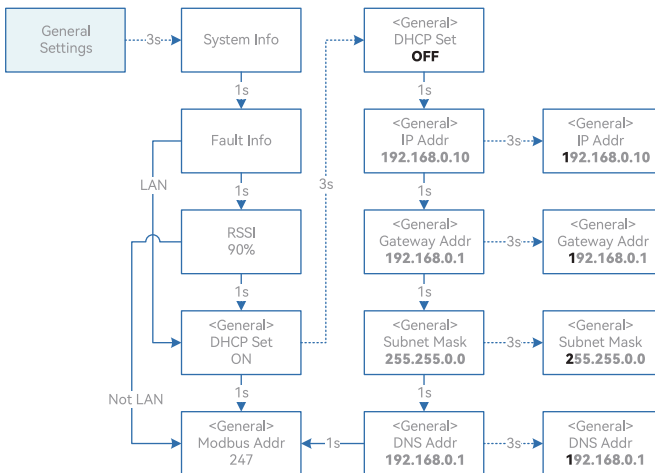 General
Settings
3s
System Info
<General>
DHCP Set
OFF
1s
1s
Fault Info
<General>
IP Addr
192.168.0.10
3s
<General>
IP Addr
192.168.0.10
LAN
3s
1s
1s
RSSI
90%
<General>
Gateway Addr
192.168.0.1
3s
<General>
Gateway Addr
192.168.0.1
1s
1s
<General>
DHCP Set
ON
<General>
Subnet Mask
255.255.0.0
3s
<General>
Subnet Mask
255.255.0.0
Not LAN
1s
1s
<General>
Modbus Addr
247
1s
<General>
DNS Addr
192.168.0.1
3s
<General>
DNS Addr
192.168.0.1